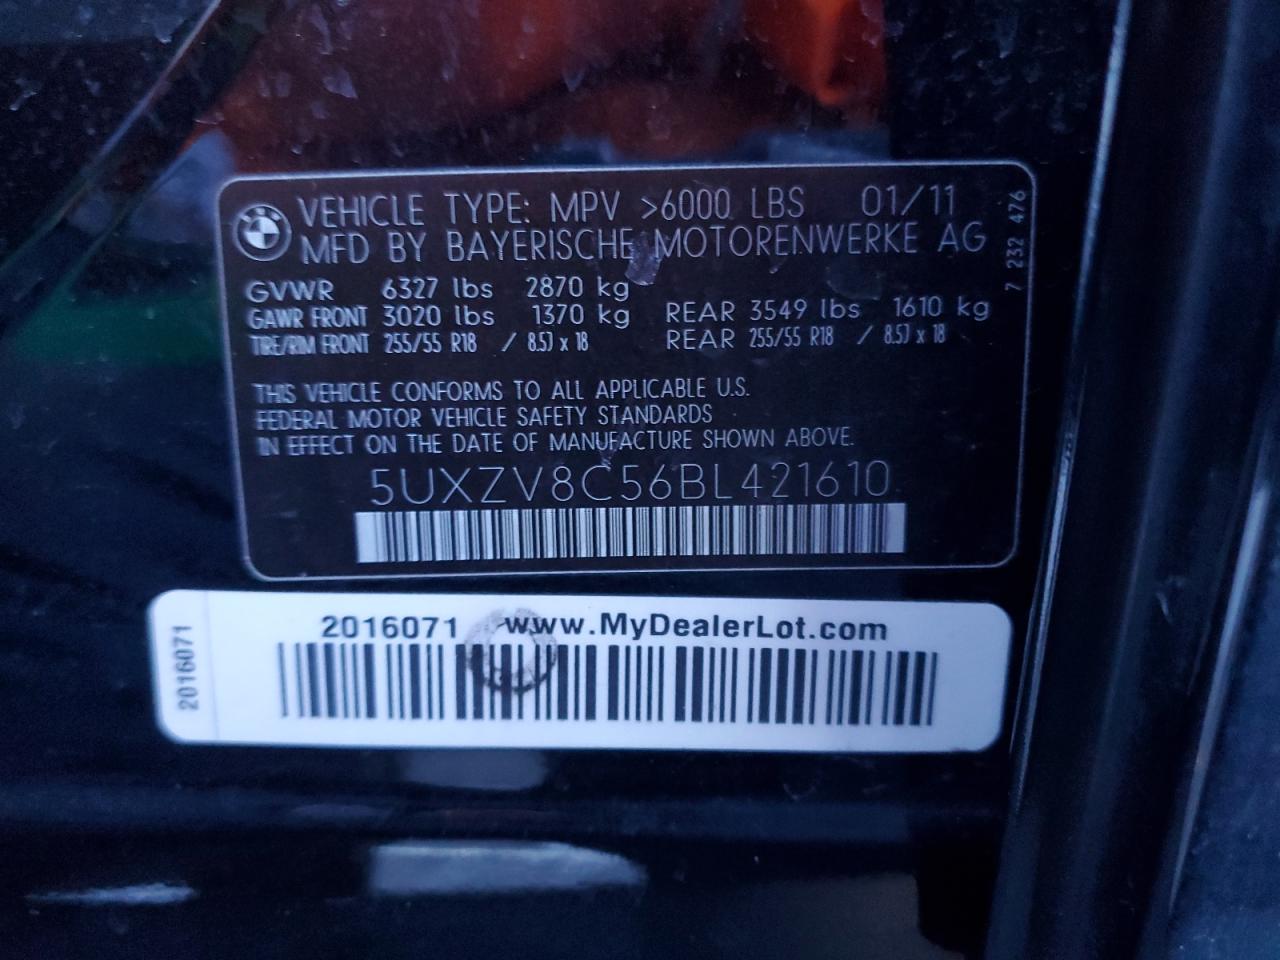 VEHICLE TYPE: MPV >6000 LBS 01/11
MFD BY BAYERISCHE MOTORENWERKE AG
7 232 476
GVWR 6327 lbs 2870 kg
GAWR FRONT 3020 lbs 1370 kg REAR 3549 lbs 1610 kg
TIRE/RIM FRONT 255/55 R18 / 8.5J x 18 REAR 255/55 R18 / 8.5J x 18
THIS VEHICLE CONFORMS TO ALL APPLICABLE U.S.
FEDERAL MOTOR VEHICLE SAFETY STANDARDS
IN EFFECT ON THE DATE OF MANUFACTURE SHOWN ABOVE.
5UXZV8C56BL421610
2016071 www.MyDealerLot.com
2016071